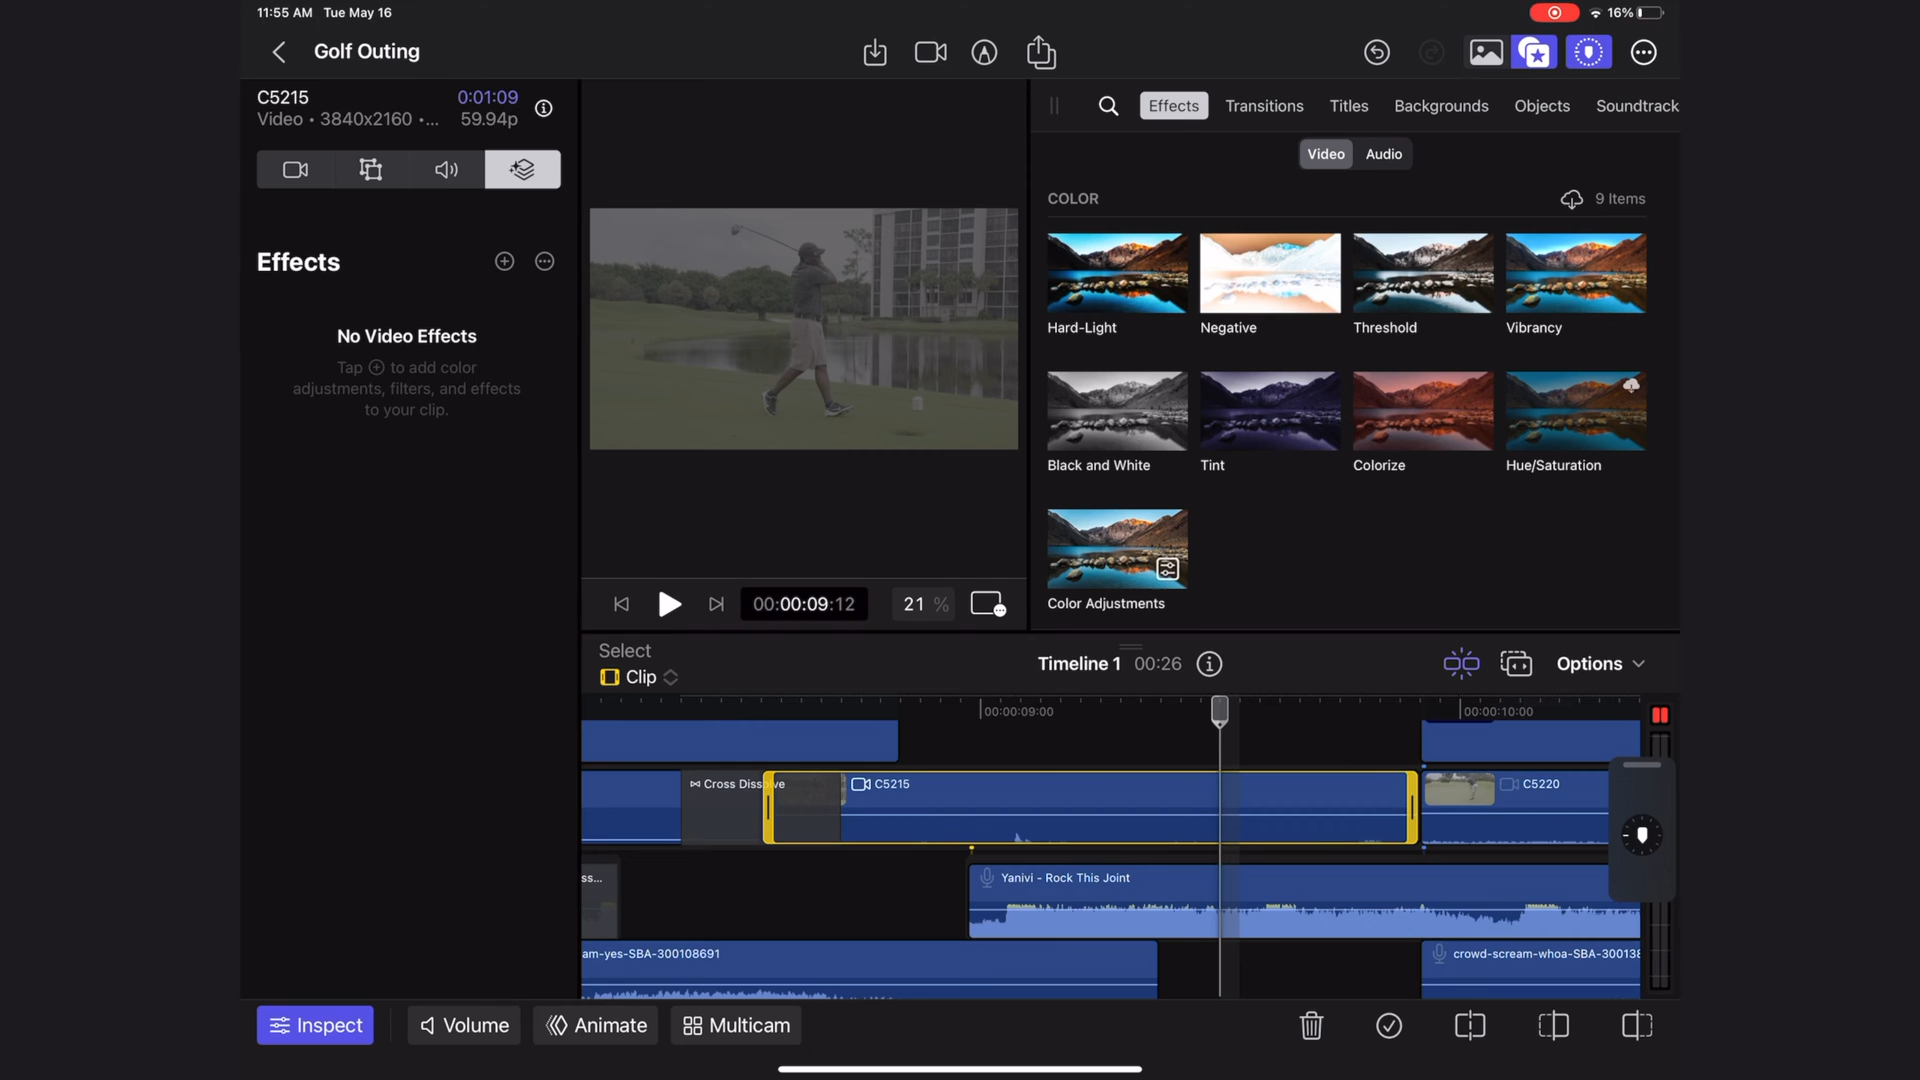 11:55 AM Tue May 16
16%
Golf Outing
C5215
0:01:09
Video • 3840x2160 •...
59.94p
Effects
Transitions
Titles
Backgrounds
Objects
Soundtrack
Video
Audio
COLOR
9 Items
Effects
No Video Effects
Tap + to add color
adjustments, filters, and effects
to your clip.
Hard-Light
Negative
Threshold
Vibrancy
Black and White
Tint
Colorize
Hue/Saturation
Color Adjustments
00:00:09:12
21 %
Select
Clip
Timeline 1
00:26
Options
00:00:09:00
00:00:10:00
Cross Dissolve
C5215
C5220
ss...
Yanivi - Rock This Joint
am-yes-SBA-300108691
crowd-scream-whoa-SBA-300138
Inspect
Volume
Animate
Multicam